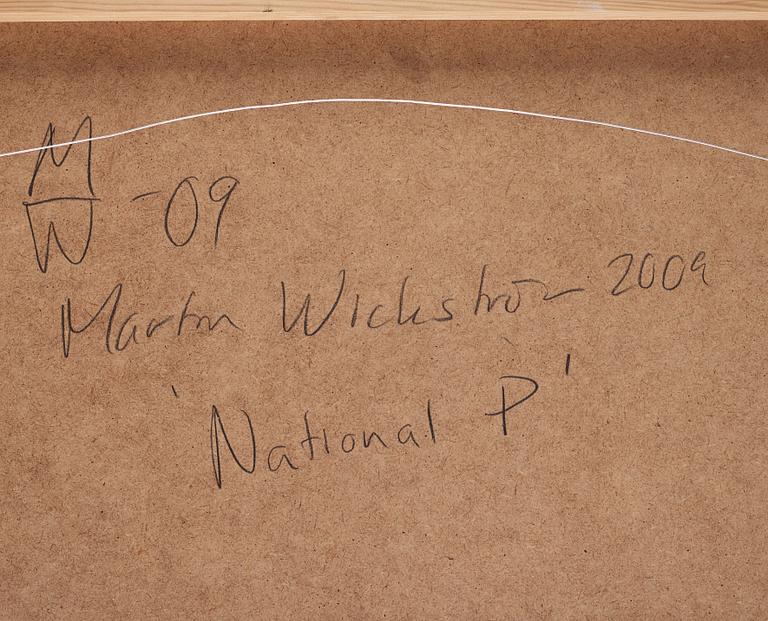 M
W -09
Martin Wickström 2009
'National P'